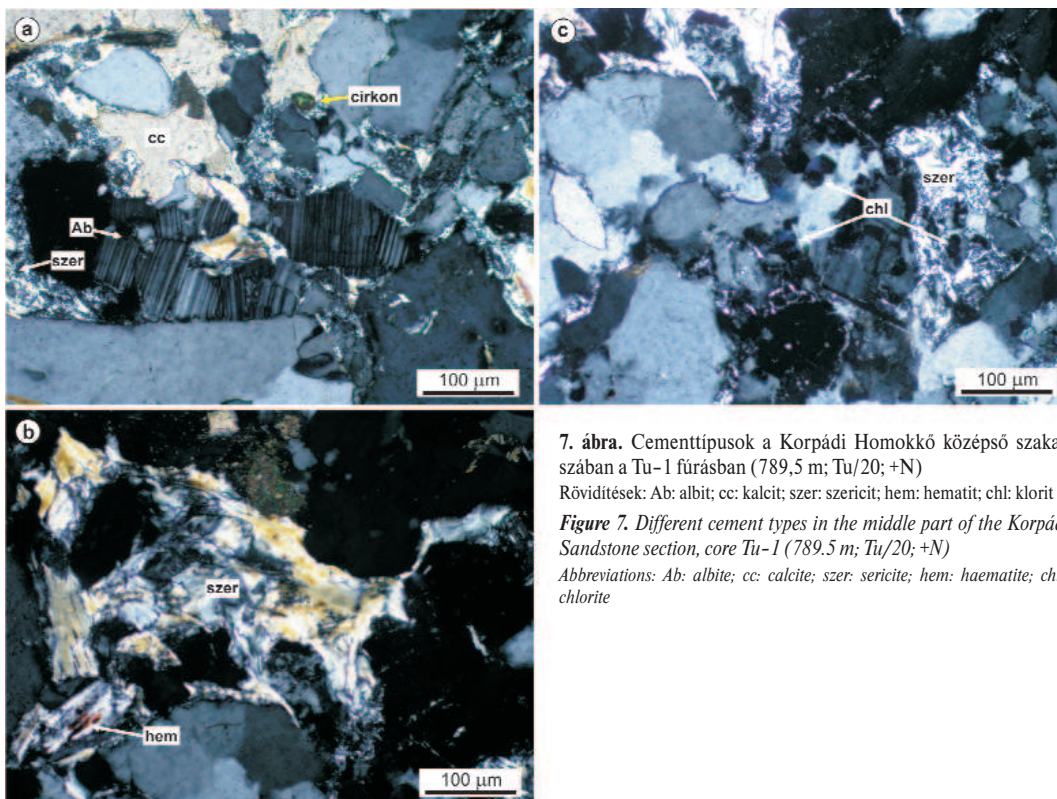 a
cirkon
cc
Ab
szer
100 µm
c
szer
chl
100 µm
b
szer
hem
100 µm
7. ábra. Cementtípusok a Korpádi Homokkő középső szaka-
szában a Tu–1 fúrásban (789,5 m; Tu/20; +N)
Rövidítések: Ab: albit; cc: kalcit; szer: szericit; hem: hematit; chl: klorit
Figure 7. Different cement types in the middle part of the
Sandstone section, core Tu–1 (789.5 m; Tu/20; +N)
Abbreviations: Ab: albite; cc: calcite; szer: sericite; hem: haematite;
chlorite